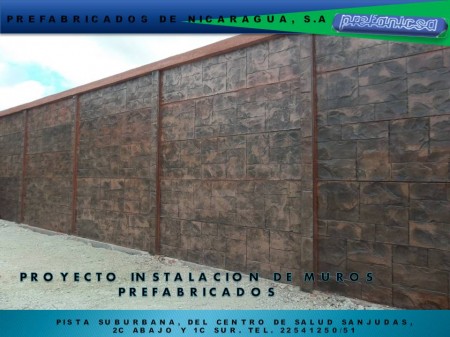 PREFABRICADOS DE NICARAGUA, S.A
prefanicsa
PROYECTO INSTALACION DE MUROS
PREFABRICADOS
PISTA SUBURBANA, DEL CENTRO DE SALUD SANJUDAS,
2C ABAJO Y 1C SUR. TEL. 22541250/51